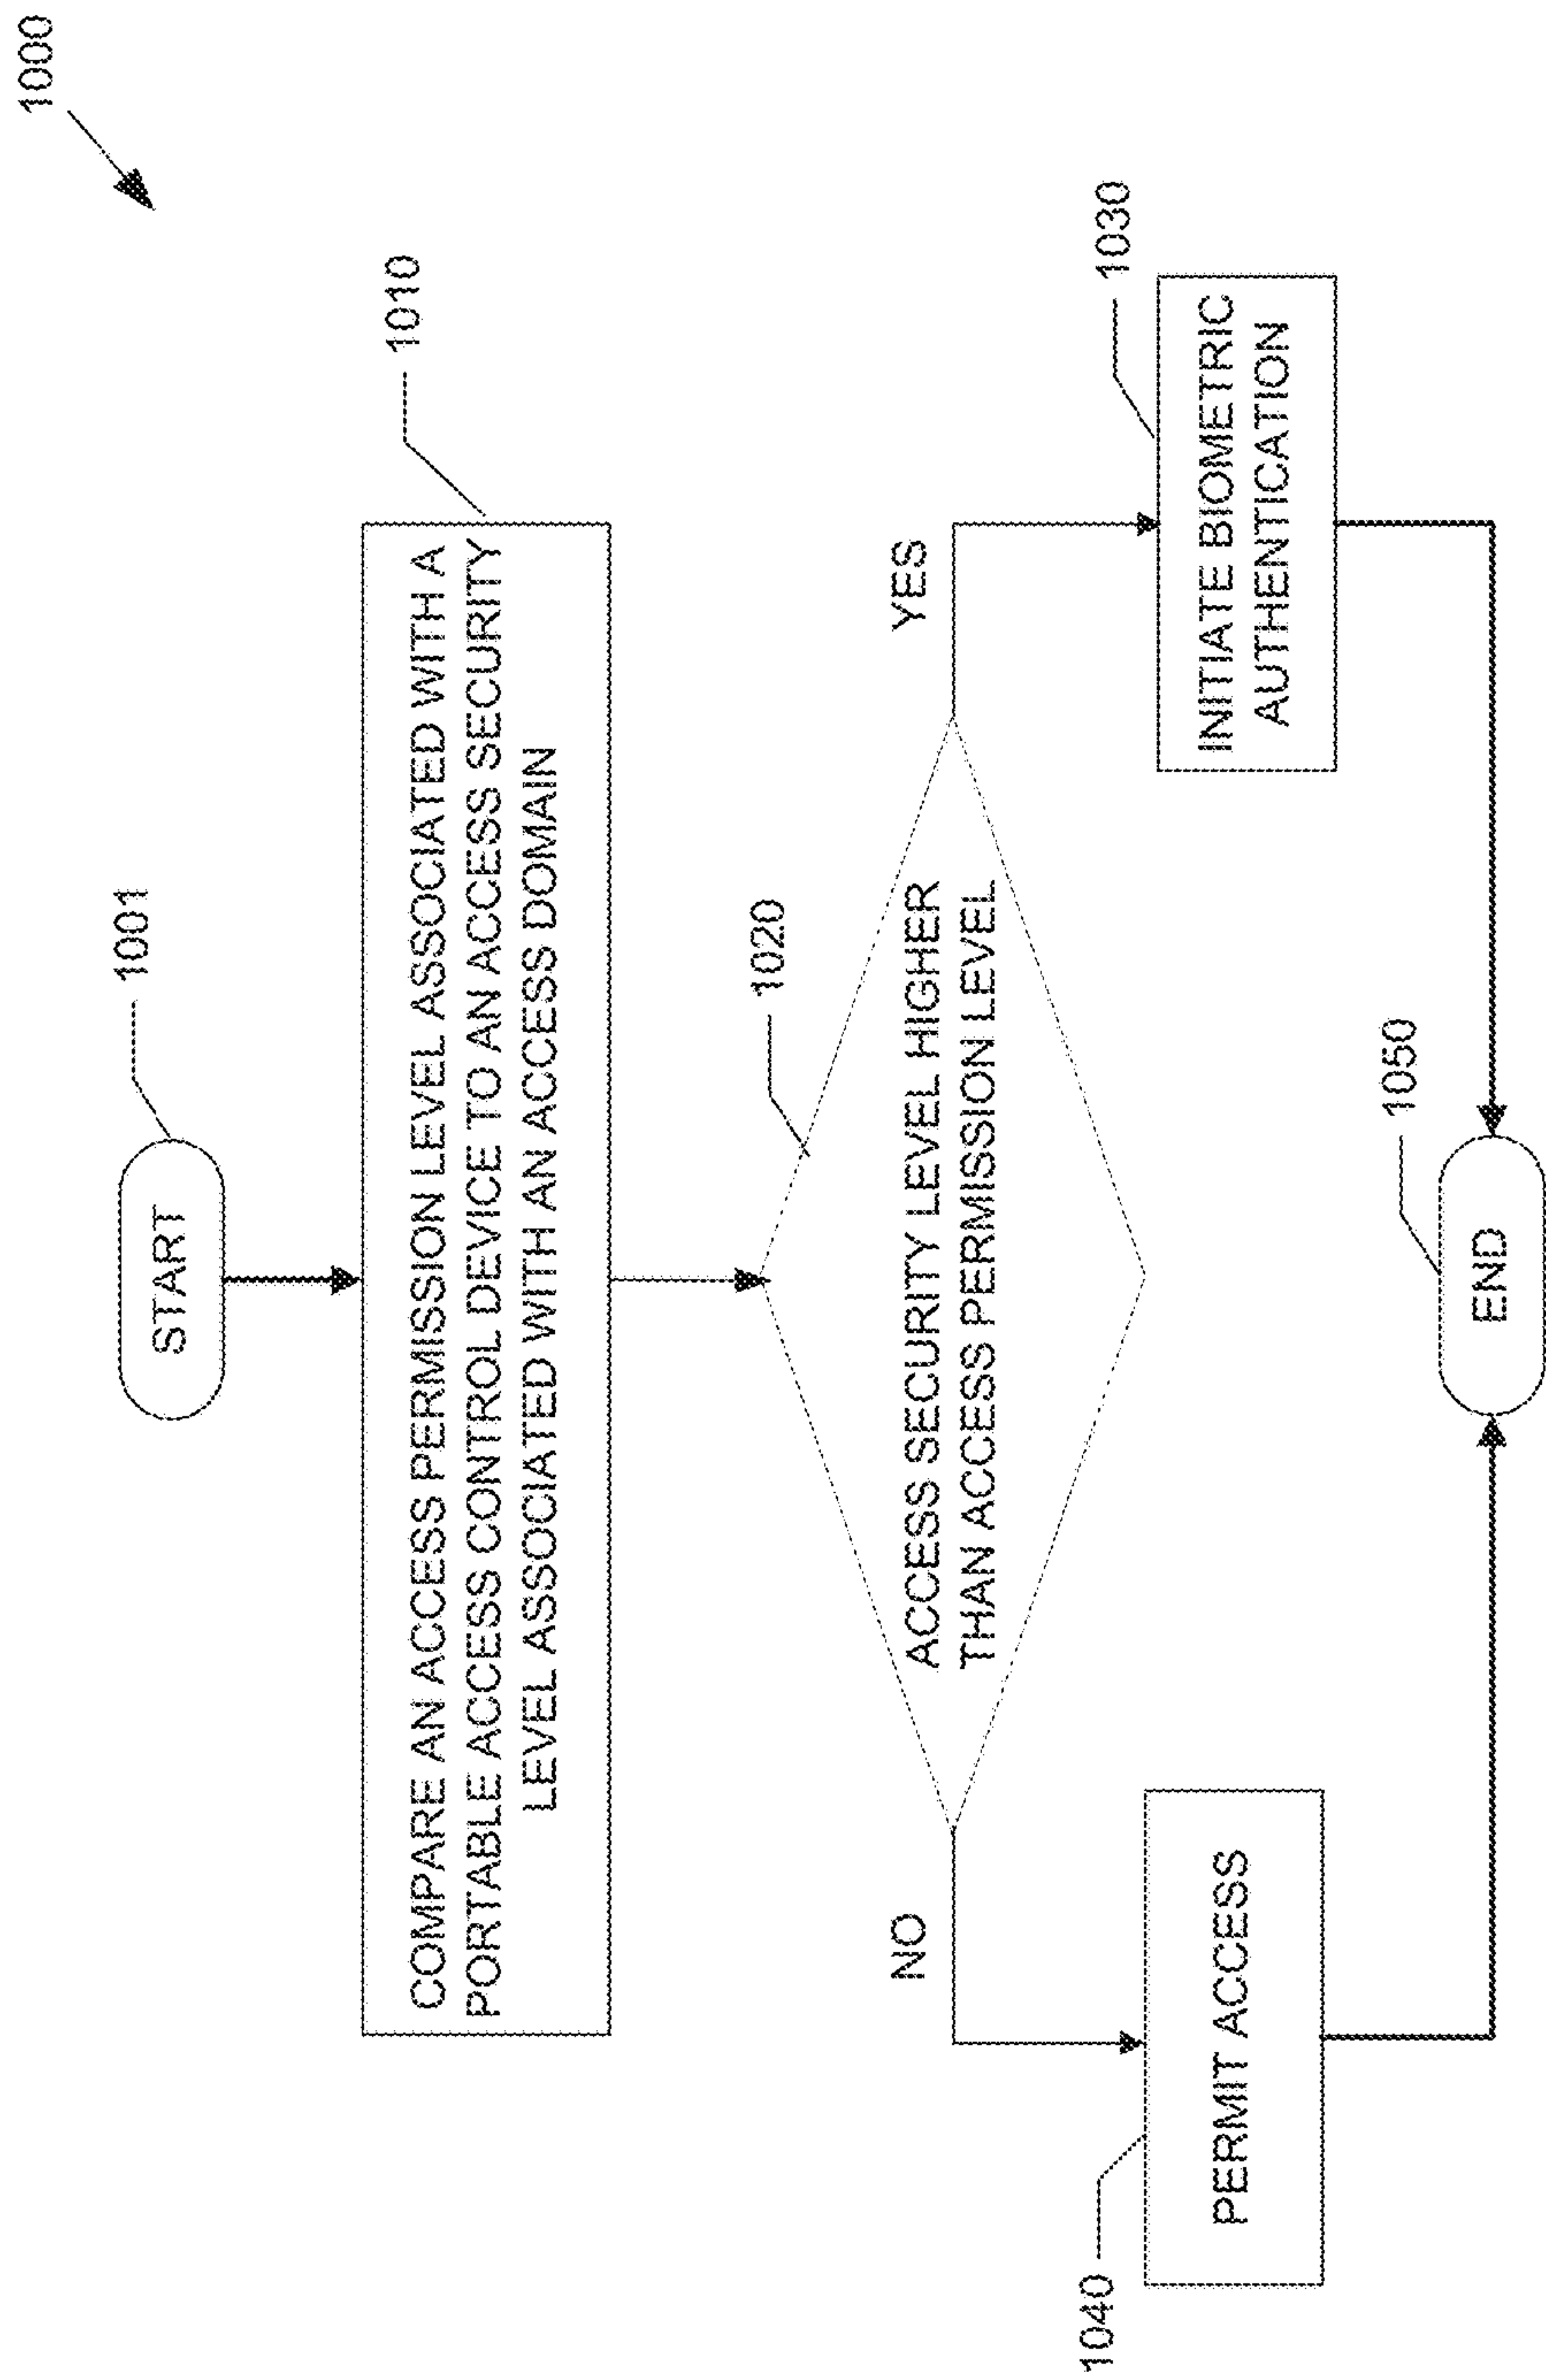 1000
1001
START
1010
COMPARE AN ACCESS PERMISSION LEVEL ASSOCIATED WITH A
PORTABLE ACCESS CONTROL DEVICE TO AN ACCESS SECURITY
LEVEL ASSOCIATED WITH AN ACCESS DOMAIN
1020
ACCESS SECURITY LEVEL HIGHER
THAN ACCESS PERMISSION LEVEL
NO
YES
1040
PERMIT ACCESS
1030
INITIATE BIOMETRIC
AUTHENTICATION
1050
END